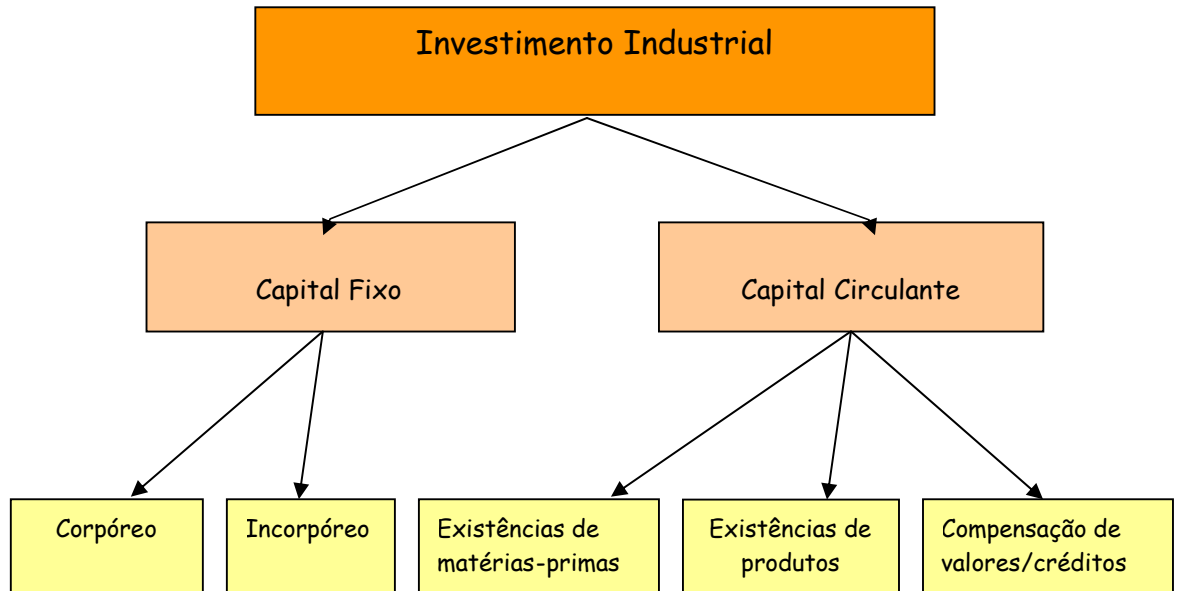 Investimento Industrial
Capital Fixo
Capital Circulante
Corpóreo
Incorpóreo
Existências de
matérias-primas
Existências de
produtos
Compensação de
valores/créditos